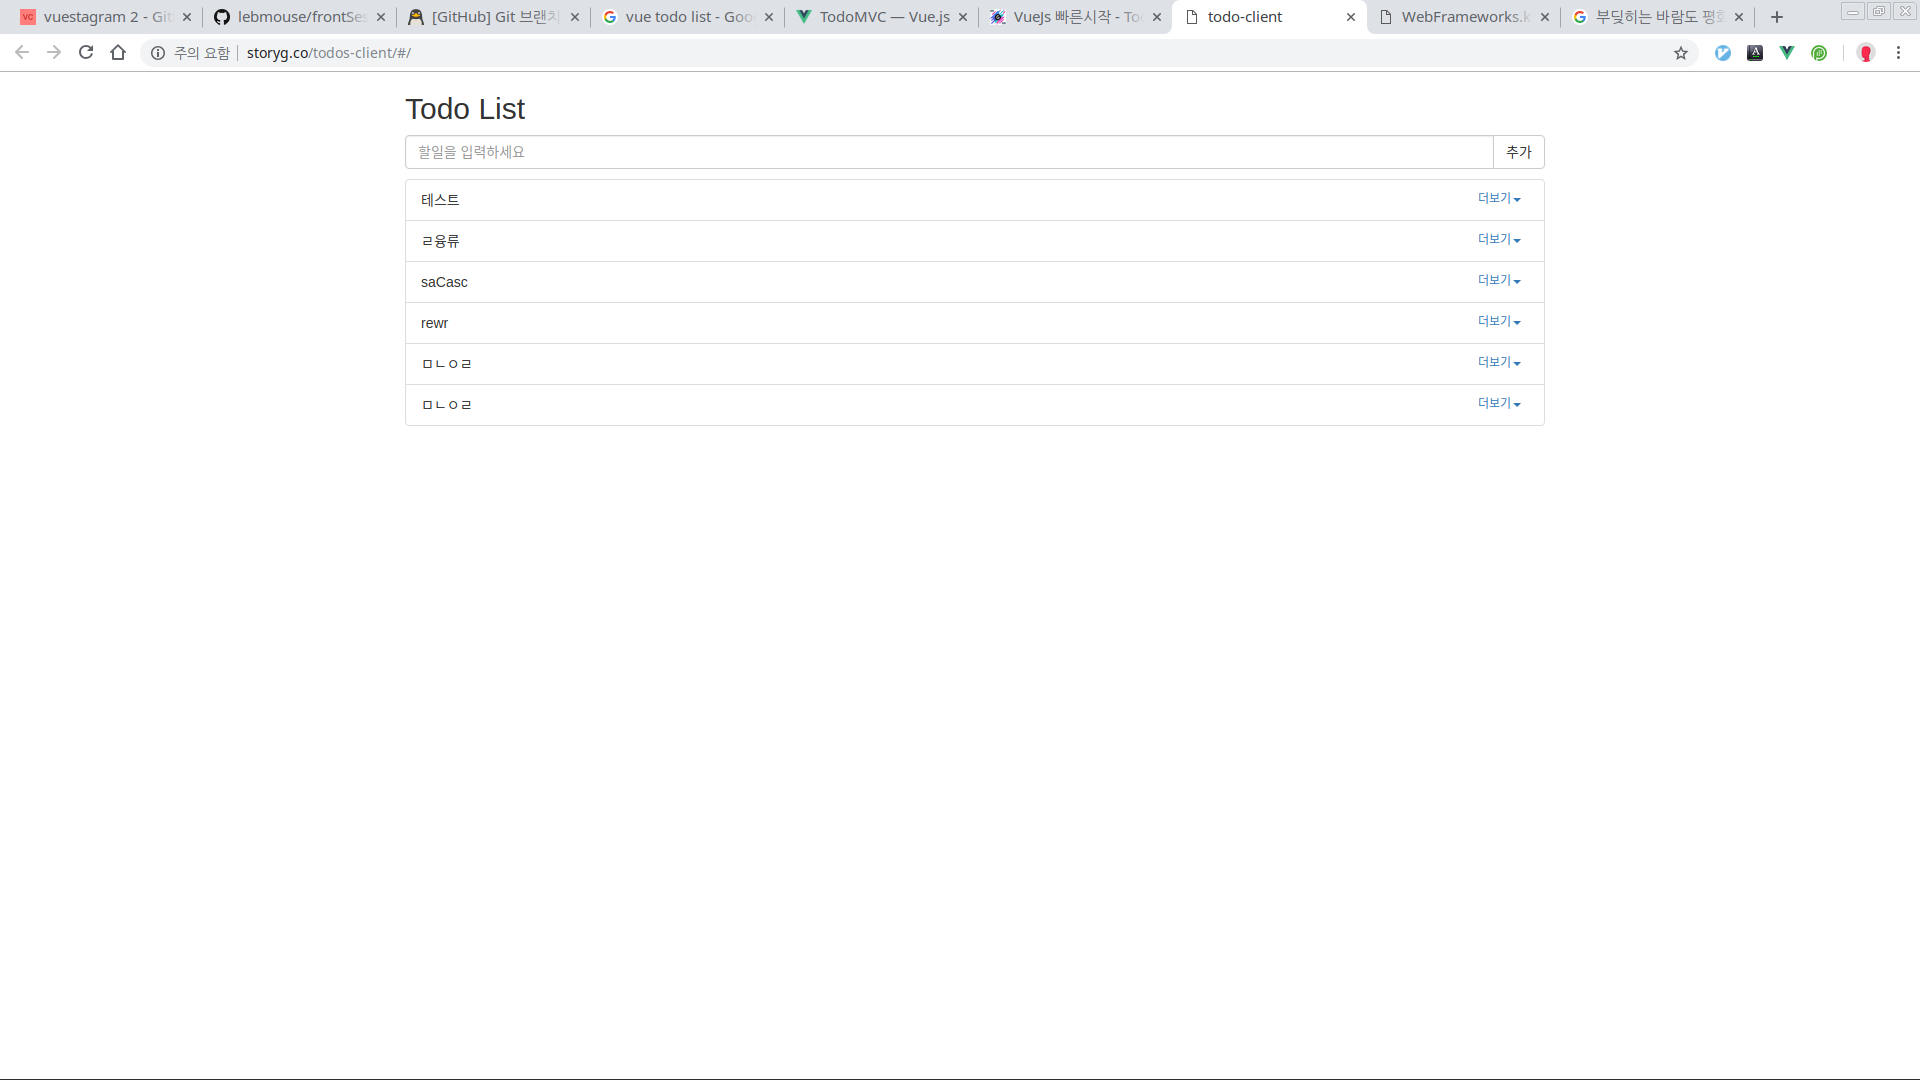 vuestagram 2 - Git
lebmouse/frontSes
[GitHub] Git 브랜치
vue todo list - Goo
TodoMVC — Vue.js
VueJs 빠른시작 - Too
todo-client
WebFrameworks.k
부딪히는 바람도 평화
주의 요함
storyg.co/todos-client/#/
Todo List
할일을 입력하세요
추가
테스트
더보기
ㄹ융류
더보기
saCasc
더보기
rewr
더보기
ㅁㄴㅇㄹ
더보기
ㅁㄴㅇㄹ
더보기